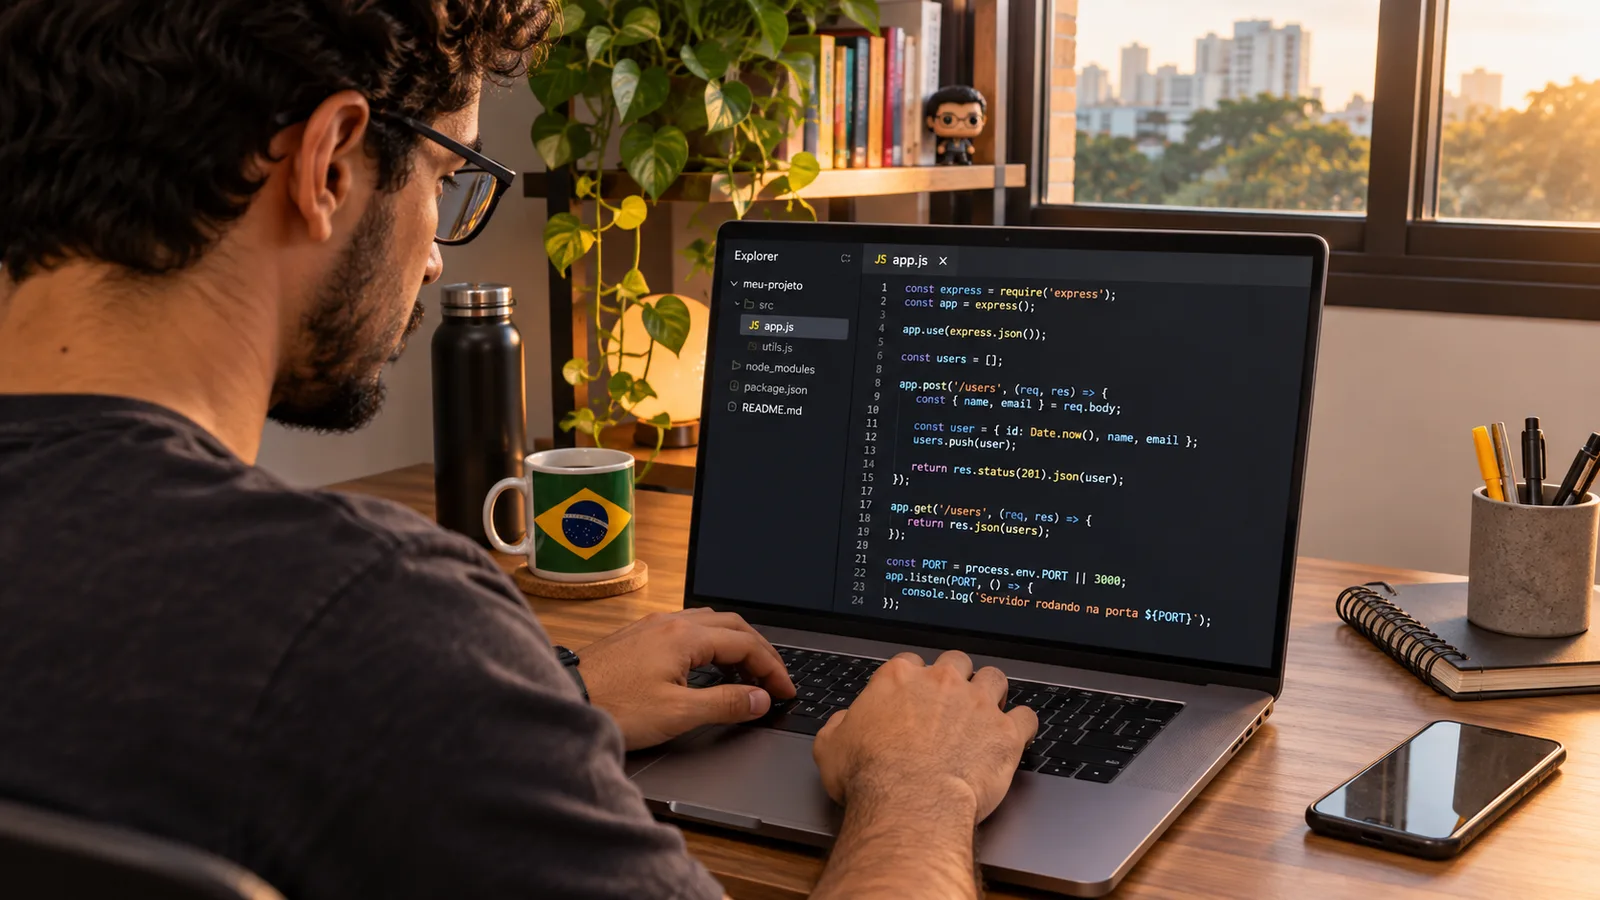 Explorer
meu-projeto
src
JS app.js
utils.js
node_modules
package.json
README.md
JS app.js ×
1 const express = require('express');
2 const app = express();
3
4 app.use(express.json());
5
6 const users = [];
8
8 app.post('/users', (req, res) => {
9 const { name, email } = req.body;
10
11 const user = { id: Date.now(), name, email };
12 users.push(user);
13
14 return res.status(201).json(user);
15 });
17
17 app.get('/users', (req, res) => {
18 return res.json(users);
19 });
29
21 const PORT = process.env.PORT || 3000;
22 app.listen(PORT, () => {
23 console.log(`Servidor rodando na porta ${PORT}`);
24 });